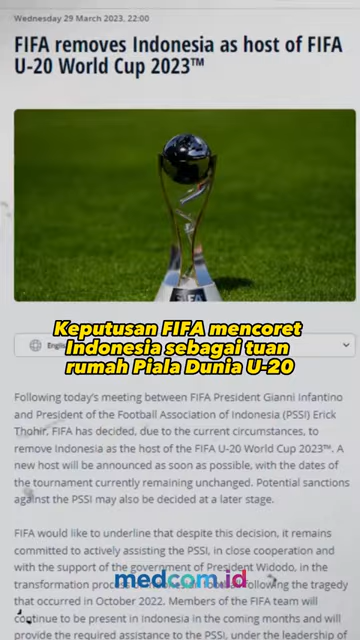 Wednesday 29 March 2023, 22:00
FIFA removes Indonesia as host of FIFA
U-20 World Cup 2023™
FIFA
Keputusan FIFA mencoret
Indonesia sebagai tuan
rumah Piala Dunia U-20
Following today's meeting between FIFA President Gianni Infantino
and President of the Football Association of Indonesia (PSSI) Erick
Thohir, FIFA has decided, due to the current circumstances, to
remove Indonesia as the host of the FIFA U-20 World Cup 2023™. A
new host will be announced as soon as possible, with the dates
of the tournament currently remaining unchanged. Potential sanctions
against the PSSI may also be decided at a later stage.
FIFA would like to underline that despite this decision, it remains
committed to actively assisting the PSSI, in close cooperation and
with the support of the government of President Widodo, in the
transformation process of football following the tragedy
medcom.id
that occurred in October 2022. Members of the FIFA team will
continue to be present in Indonesia in the coming months and will
provide the required assistance to the PSSI, under the leadership of